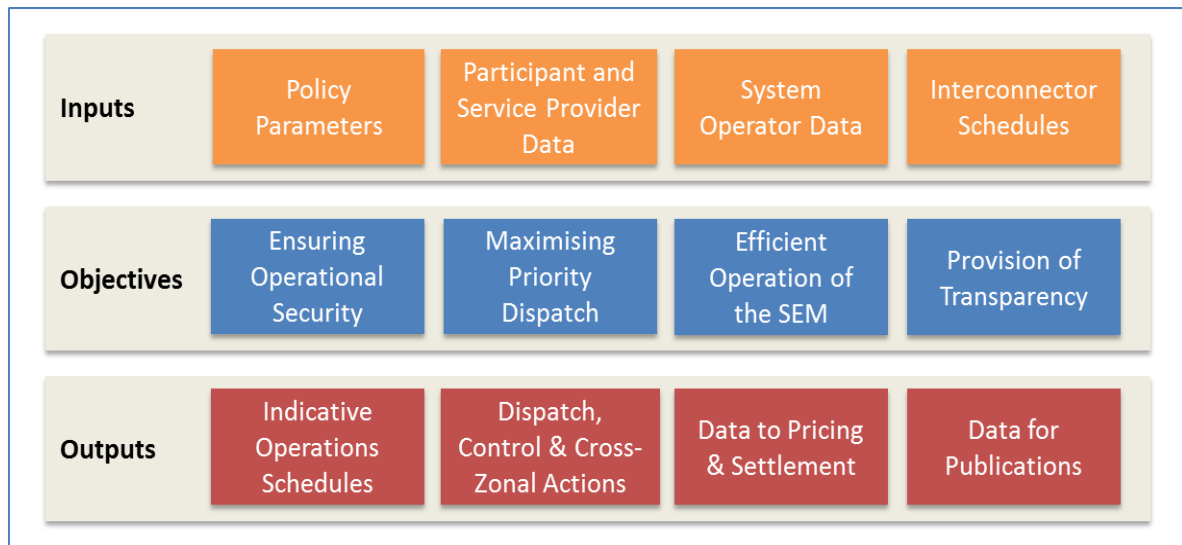 Inputs
Policy
Parameters
Participant and
Service Provider
Data
System
Operator Data
Interconnector
Schedules
Objectives
Ensuring
Operational
Security
Maximising
Priority
Dispatch
Efficient
Operation of
the SEM
Provision of
Transparency
Outputs
Indicative
Operations
Schedules
Dispatch,
Control & Cross-
Zonal Actions
Data to Pricing
& Settlement
Data for
Publications